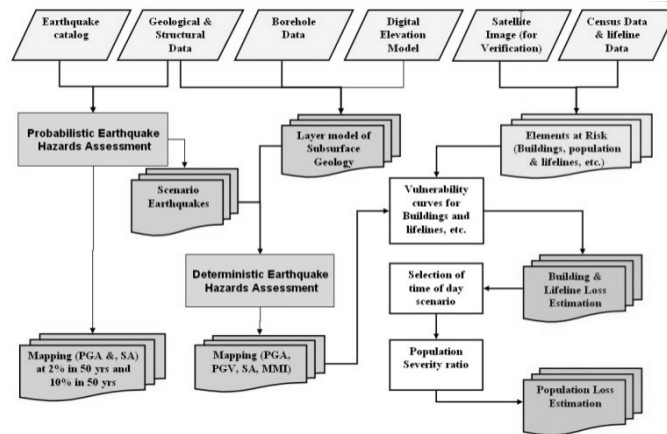 Earthquake
catalog
Geological &
Structural
Data
Borehole
Data
Digital
Elevation
Model
Satellite
Image (for
Verification)
Census Data
& lifeline
Data
Probabilistic Earthquake
Hazards Assessment
Layer model of
Subsurface
Geology
Elements at Risk
(Buildings, population
& lifelines, etc.)
Scenario
Earthquakes
Vulnerability
curves for
Buildings and
lifelines, etc.
Deterministic Earthquake
Hazards Assessment
Selection of
time of day
scenario
Building &
Lifeline Loss
Estimation
Mapping (PGA &, SA)
at 2% in 50 yrs and
10% in 50 yrs
Mapping (PGA,
PGV, SA, MMI)
Population
Severity ratio
Population Loss
Estimation